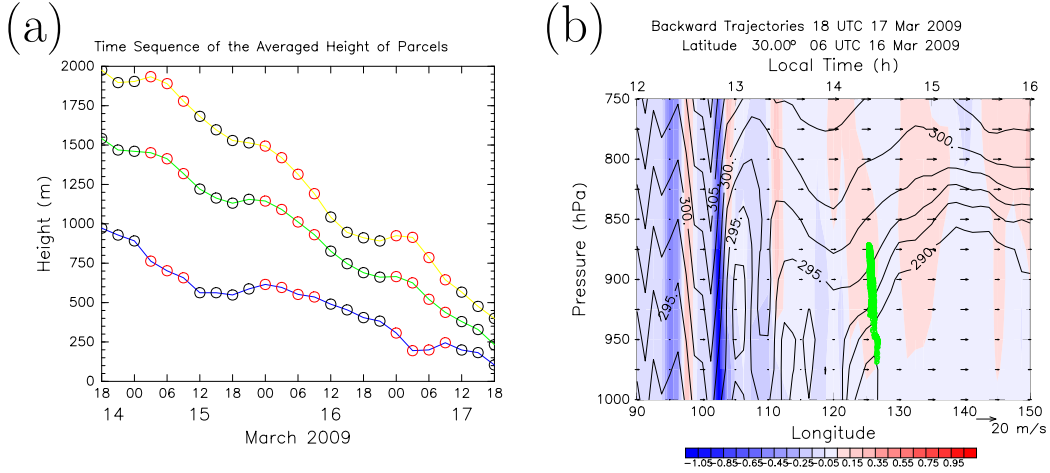 (a)
Time Sequence of the Averaged Height of Parcels
2000
1750
1500
1250
1000
750
500
250
0
Height (m)
18 00 06 12 18 00 06 12 18 00 06 12 18
14 15 16 17
March 2009
(b)
Backward Trajectories 18 UTC 17 Mar 2009
Latitude 30.00° 06 UTC 16 Mar 2009
Local Time (h)
12 13 14 15 16
750
800
850
900
950
1000
Pressure (hPa)
300.
300.
305.
300.
295.
295.
295.
290.
90 100 110 120 130 140 150
Longitude
20 m/s
-1.05 -0.85 -0.65 -0.45 -0.25 -0.05 0.15 0.35 0.55 0.75 0.95